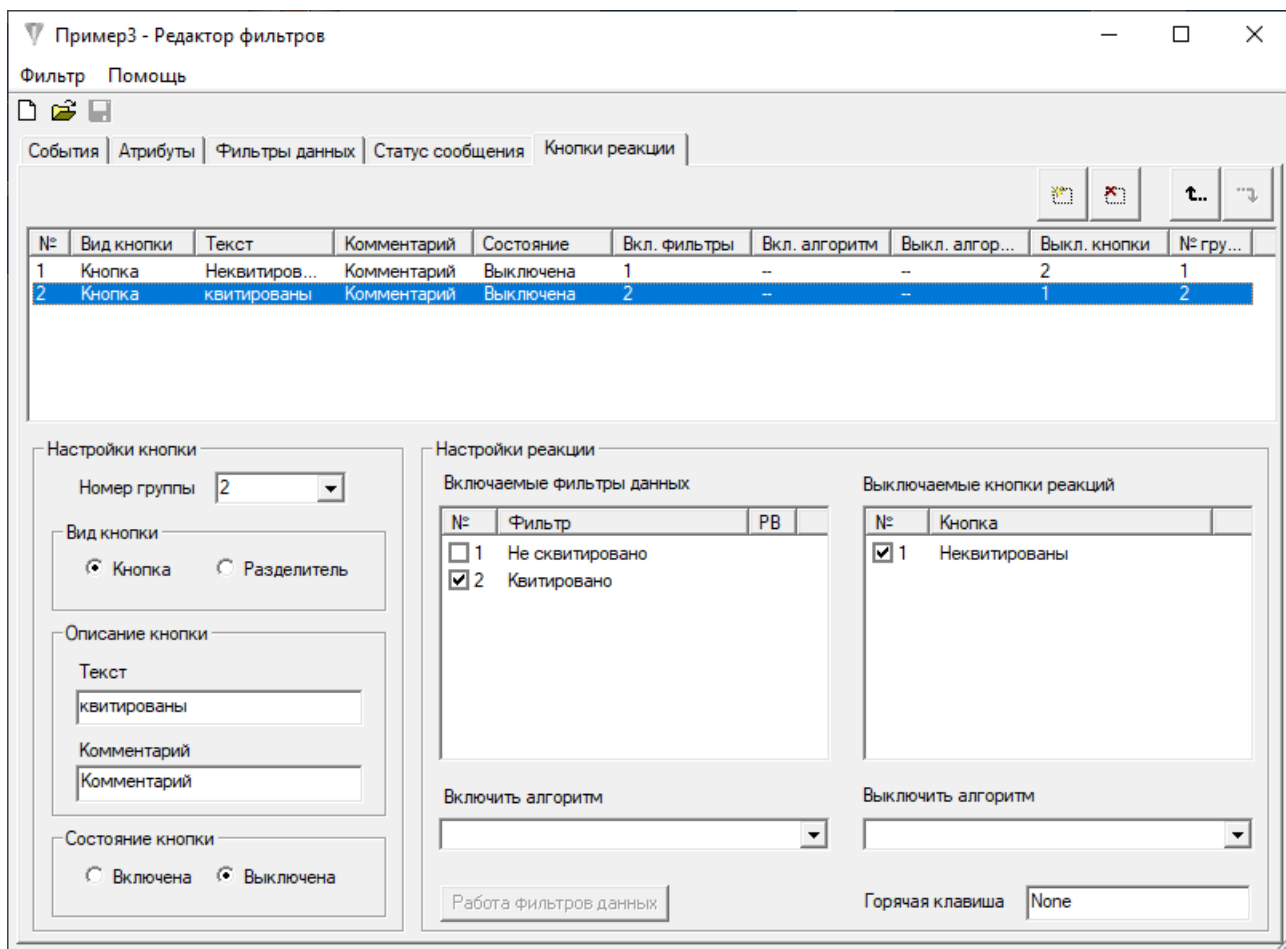 Пример3 - Редактор фильтров
Фильтр Помощь
События Атрибуты Фильтры данных Статус сообщения Кнопки реакции
№ Вид кнопки Текст Комментарий Состояние Вкл. фильтры Вкл. алгоритм Выкл. алгор... Выкл. кнопки № гру...
1 Кнопка Неквитиров... Комментарий Выключена 1 -- -- 2 1
2 Кнопка квитированы Комментарий Выключена 2 -- -- 1 2
Настройки кнопки Настройки реакции
Номер группы 2 Включаемые фильтры данных Выключаемые кнопки реакций
№ Фильтр РВ № Кнопка
Вид кнопки
1 Не сквитировано 1 Неквитированы
Кнопка Разделитель
2 Квитировано
Описание кнопки
Текст
квитированы
Комментарий
Комментарий
Включить алгоритм Выключить алгоритм
Состояние кнопки
Включена Выключена
Работа фильтров данных Горячая клавиша None